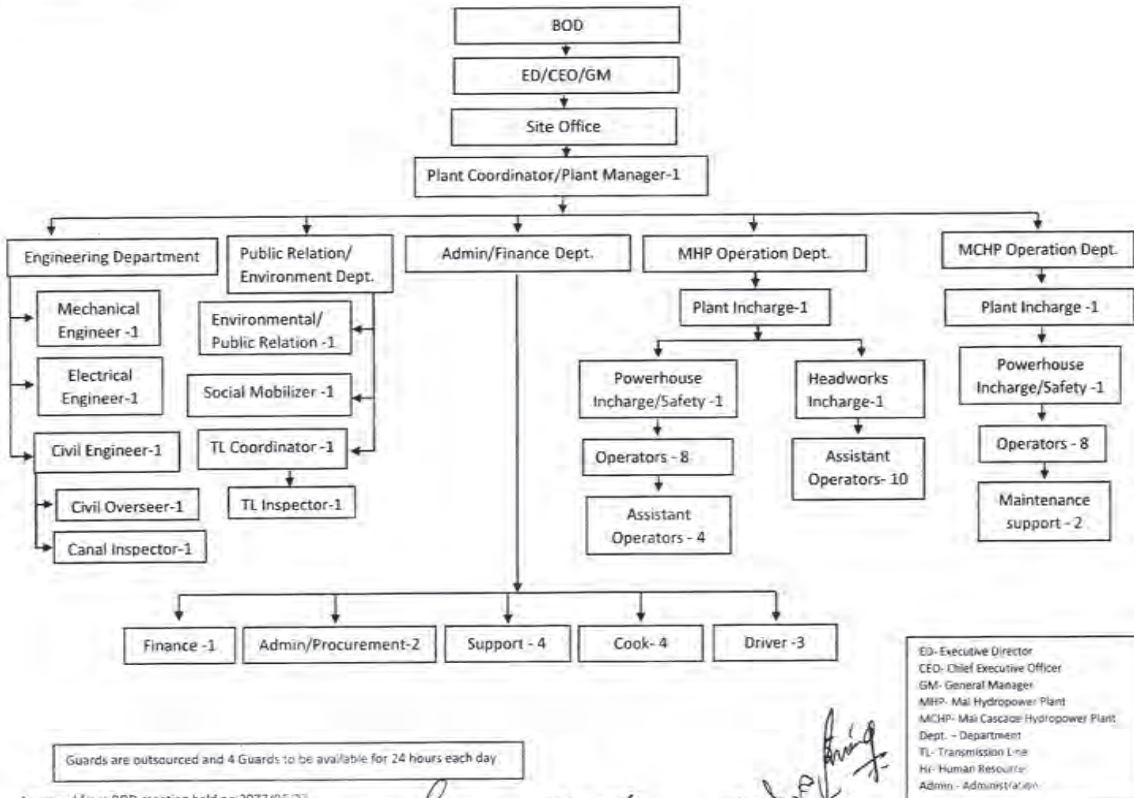 BOD
ED/CEO/GM
Site Office
Plant Coordinator/Plant Manager-1
Engineering Department
Mechanical
Engineer -1
Electrical
Engineer-1
Civil Engineer-1
Civil Overseer-1
Canal Inspector-1
Public Relation/
Environment Dept.
Environmental/
Public Relation -1
Social Mobilizer -1
TL Coordinator -1
TL Inspector-1
Admin/Finance Dept.
MHP Operation Dept.
Plant Incharge-1
Powerhouse
Incharge/Safety -1
Operators - 8
Assistant
Operators - 4
Headworks
Incharge-1
Assistant
Operators- 10
MCHP Operation Dept.
Plant Incharge -1
Powerhouse
Incharge/Safety -1
Operators - 8
Maintenance
support - 2
Finance -1
Admin/Procurement-2
Support - 4
Cook- 4
Driver -3
ED- Executive Director
CEO- Chief Executive Officer
GM- General Manager
MHP- Mai Hydropower Plant
MCHP- Mai Cascade Hydropower Plant
Dept. - Department
TL- Transmission Line
Hr- Human Resource
Admin - Administration
Guards are outsourced and 4 Guards to be available for 24 hours each day
BOD meeting held on